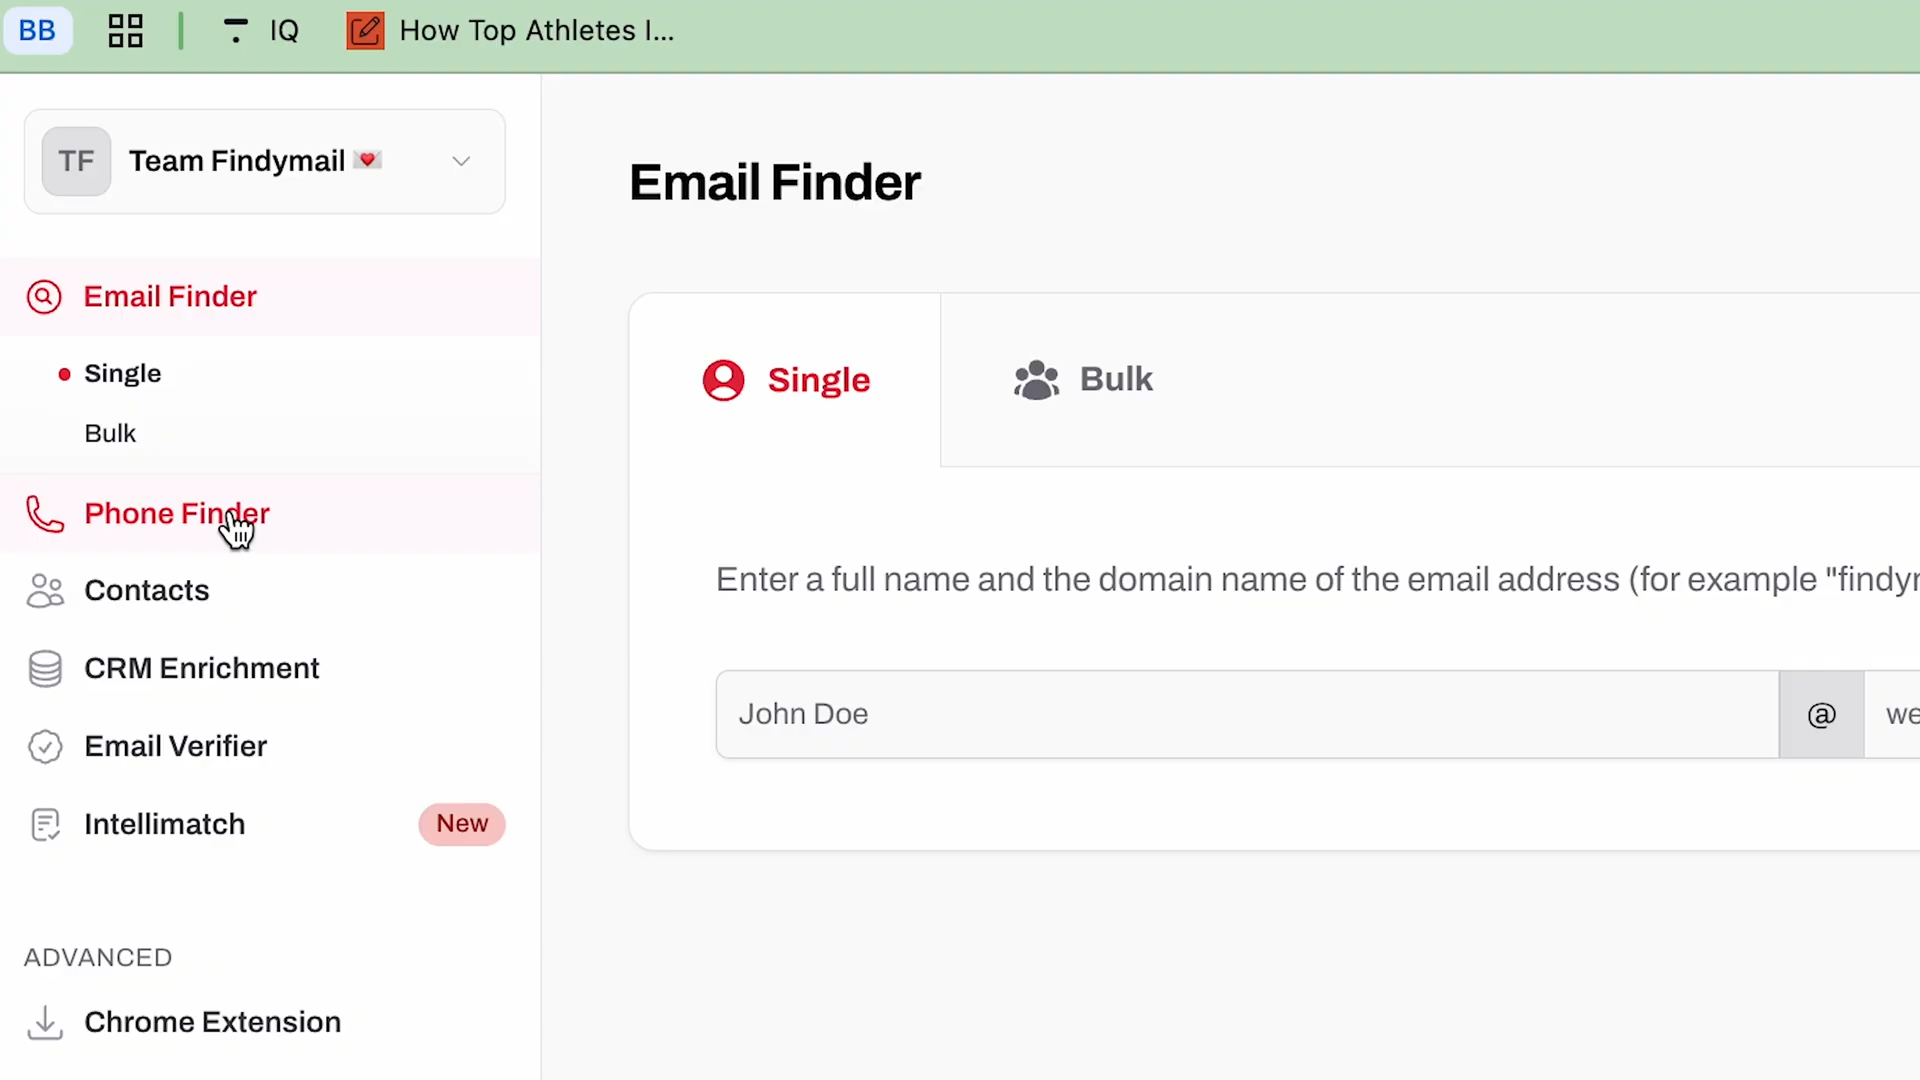 BB
IQ
How Top Athletes I...
TF
Team Findymail
Email Finder
Single
Bulk
Phone Finder
Contacts
CRM Enrichment
Email Verifier
Intellimatch
New
ADVANCED
Chrome Extension
Email Finder
Single
Bulk
Enter a full name and the domain name of the email address (for example "findy
John Doe
@
we